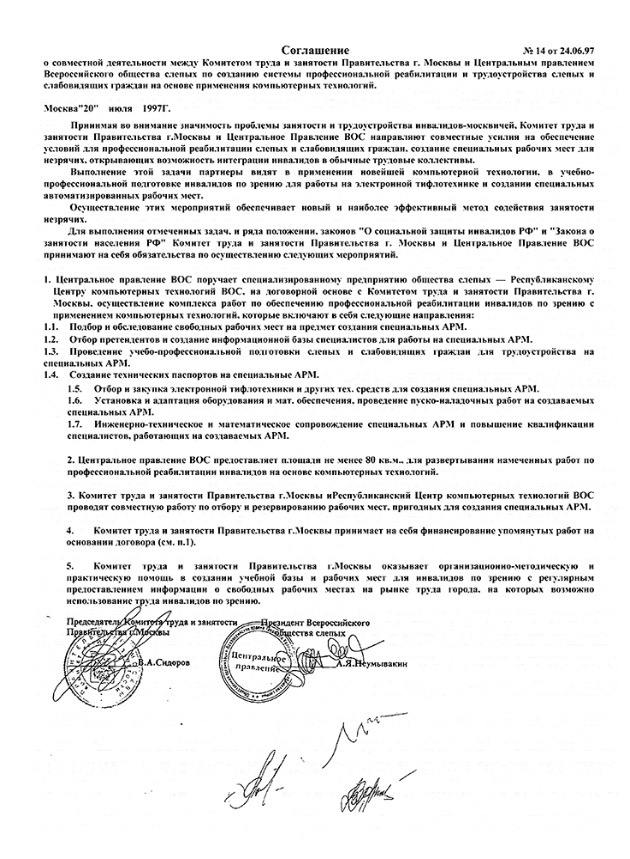 Соглашение № 14 от 24.06.97
о совместной деятельности между Комитетом труда и занятости Правительства г. Москвы и Центральным правлением
Всероссийского общества слепых по созданию системы профессиональной реабилитации и трудоустройства слепых и
слабовидящих граждан на основе применения компьютерных технологий.
Москва"20" июля 1997Г.
Принимая во внимание значимость проблемы занятости и трудоустройства инвалидов-москвичей, Комитет труда и
занятости Правительства г.Москвы и Центральное Правление ВОС направляют совместные усилия на обеспечение
условий для профессиональной реабилитации слепых и слабовидящих граждан, создание специальных рабочих мест для
незрячих, открывающих возможность интеграции инвалидов в обычные трудовые коллективы.
Выполнение этой задачи партнеры видят в применении новейшей компьютерной технологии, в учебно-
профессиональной подготовке инвалидов по зрению для работы на электронной тифлотехнике и создании специальных
автоматизированных рабочих мест.
Осуществление этих мероприятий обеспечивает новый и наиболее эффективный метод содействия занятости
незрячих.
Для выполнения отмеченных задач, и ряда положении, законов "О социальной защиты инвалидов РФ" и "Закона о
занятости населения РФ" Комитет труда и занятости Правительства г. Москвы и Центральное Правление ВОС
принимают на себя обязательства по осуществлению следующих мероприятий.
1. Центральное правление ВОС поручает специализированному предприятию общества слепых — Республиканскому
Центру компьютерных технологий ВОС, на договорной основе с Комитетом труда и занятости Правительства г.
Москвы, осуществление комплекса работ по обеспечению профессиональной реабилитации инвалидов по зрению с
применением компьютерных технологий, которые включают в себя следующие направления:
1.1. Подбор и обследование свободных рабочих мест на предмет создания специальных АРМ.
1.2. Отбор претендентов и создание информационной базы специалистов для работы на специальных АРМ.
1.3. Проведение учебо-профессиональной подготовки слепых и слабовидящих граждан для трудоустройства на
специальных АРМ.
1.4. Создание технических паспортов на специальные АРМ.
1.5. Отбор и закупка электронной тифлотехники и других тех. средств для создания специальных АРМ.
1.6. Установка и адаптация оборудования и мат. обеспечения, проведение пуско-наладочных работ на создаваемых
специальных АРМ.
1.7. Инженерно-техническое и математическое сопровождение специальных АРМ и повышение квалификации
специалистов, работающих на создаваемых АРМ.
2. Центральное правление ВОС предоставляет площади не менее 80 кв.м., для развертывания намеченных работ по
профессиональной реабилитации инвалидов на основе компьютерных технологий.
3. Комитет труда и занятости Правительства г.Москвы иРеспубликанский Центр компьютерных технологий ВОС
проводят совместную работу по отбору и резервированию рабочих мест, пригодных для создания специальных АРМ.
4. Комитет труда и занятости Правительства г.Москвы принимает на себя финансирование упомянутых работ на
основании договора (см. п.1).
5. Комитет труда и занятости Правительства г.Москвы оказывает организационно-методическую и
практическую помощь в создании учебной базы и рабочих мест для инвалидов по зрению с регулярным
предоставлением информации о свободных рабочих местах на рынке труда города, на которых возможно
использование труда инвалидов по зрению.
Председатель Комитета труда и занятости Президент Всероссийского
Правительства г.Москвы общества слепых
В.А.Сидоров Центральное правление А.Я.Неумывакин